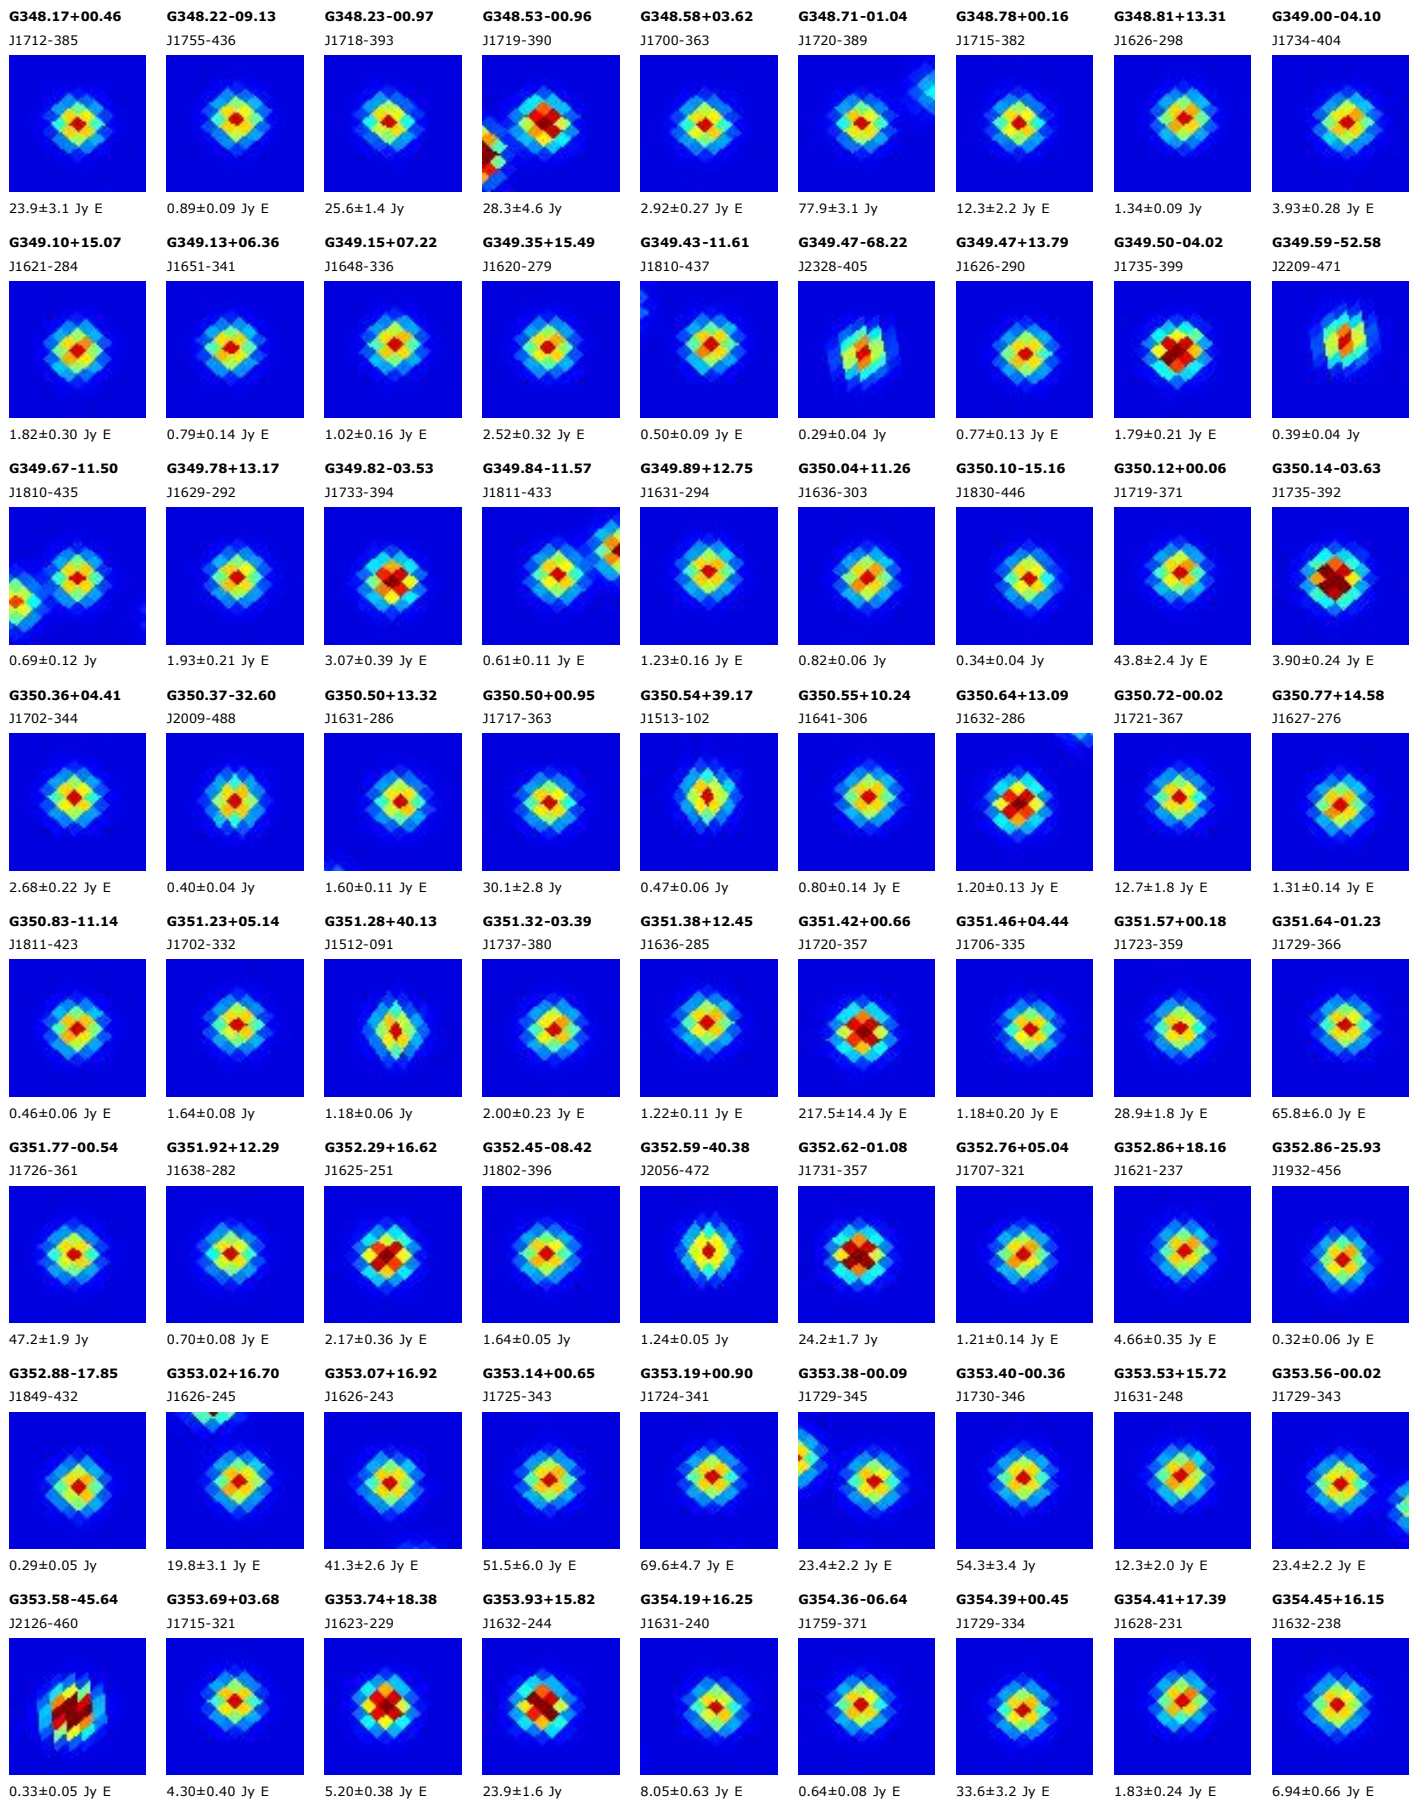 G348.17+00.46 G348.22-09.13 G348.23-00.97 G348.53-00.96 G348.58+03.62 G348.71-01.04 G348.78+00.16 G348.81+13.31 G349.00-04.10
J1712-385 J1755-436 J1718-393 J1719-390 J1700-363 J1720-389 J1715-382 J1626-298 J1734-404
23.9±3.1 Jy E 0.89±0.09 Jy E 25.6±1.4 Jy 28.3±4.6 Jy 2.92±0.27 Jy E 77.9±3.1 Jy 12.3±2.2 Jy E 1.34±0.09 Jy 3.93±0.28 Jy E
G349.10+15.07 G349.13+06.36 G349.15+07.22 G349.35+15.49 G349.43-11.61 G349.47-68.22 G349.47+13.79 G349.50-04.02 G349.59-52.58
J1621-284 J1651-341 J1648-336 J1620-279 J1810-437 J2328-405 J1626-290 J1735-399 J2209-471
1.82±0.30 Jy E 0.79±0.14 Jy E 1.02±0.16 Jy E 2.52±0.32 Jy E 0.50±0.09 Jy E 0.29±0.04 Jy 0.77±0.13 Jy E 1.79±0.21 Jy E 0.39±0.04 Jy
G349.67-11.50 G349.78+13.17 G349.82-03.53 G349.84-11.57 G349.89+12.75 G350.04+11.26 G350.10-15.16 G350.12+00.06 G350.14-03.63
J1810-435 J1629-292 J1733-394 J1811-433 J1631-294 J1636-303 J1830-446 J1719-371 J1735-392
0.69±0.12 Jy 1.93±0.21 Jy E 3.07±0.39 Jy E 0.61±0.11 Jy E 1.23±0.16 Jy E 0.82±0.06 Jy 0.34±0.04 Jy 43.8±2.4 Jy E 3.90±0.24 Jy E
G350.36+04.41 G350.37-32.60 G350.50+13.32 G350.50+00.95 G350.54+39.17 G350.55+10.24 G350.64+13.09 G350.72-00.02 G350.77+14.58
J1702-344 J2009-488 J1631-286 J1717-363 J1513-102 J1641-306 J1632-286 J1721-367 J1627-276
2.68±0.22 Jy E 0.40±0.04 Jy 1.60±0.11 Jy E 30.1±2.8 Jy 0.47±0.06 Jy 0.80±0.14 Jy E 1.20±0.13 Jy E 12.7±1.8 Jy E 1.31±0.14 Jy E
G350.83-11.14 G351.23+05.14 G351.28+40.13 G351.32-03.39 G351.38+12.45 G351.42+00.66 G351.46+04.44 G351.57+00.18 G351.64-01.23
J1811-423 J1702-332 J1512-091 J1737-380 J1636-285 J1720-357 J1706-335 J1723-359 J1729-366
0.46±0.06 Jy E 1.64±0.08 Jy 1.18±0.06 Jy 2.00±0.23 Jy E 1.22±0.11 Jy E 217.5±14.4 Jy E 1.18±0.20 Jy E 28.9±1.8 Jy E 65.8±6.0 Jy E
G351.77-00.54 G351.92+12.29 G352.29+16.62 G352.45-08.42 G352.59-40.38 G352.62-01.08 G352.76+05.04 G352.86+18.16 G352.86-25.93
J1726-361 J1638-282 J1625-251 J1802-396 J2056-472 J1731-357 J1707-321 J1621-237 J1932-456
47.2±1.9 Jy 0.70±0.08 Jy E 2.17±0.36 Jy E 1.64±0.05 Jy 1.24±0.05 Jy 24.2±1.7 Jy 1.21±0.14 Jy E 4.66±0.35 Jy E 0.32±0.06 Jy E
G352.88-17.85 G353.02+16.70 G353.07+16.92 G353.14+00.65 G353.19+00.90 G353.38-00.09 G353.40-00.36 G353.53+15.72 G353.56-00.02
J1849-432 J1626-245 J1626-243 J1725-343 J1724-341 J1729-345 J1730-346 J1631-248 J1729-343
0.29±0.05 Jy 19.8±3.1 Jy E 41.3±2.6 Jy E 51.5±6.0 Jy E 69.6±4.7 Jy E 23.4±2.2 Jy E 54.3±3.4 Jy 12.3±2.0 Jy E 23.4±2.2 Jy E
G353.58-45.64 G353.69+03.68 G353.74+18.38 G353.93+15.82 G354.19+16.25 G354.36-06.64 G354.39+00.45 G354.41+17.39 G354.45+16.15
J2126-460 J1715-321 J1623-229 J1632-244 J1631-240 J1759-371 J1729-334 J1628-231 J1632-238
0.33±0.05 Jy E 4.30±0.40 Jy E 5.20±0.38 Jy E 23.9±1.6 Jy 8.05±0.63 Jy E 0.64±0.08 Jy E 33.6±3.2 Jy E 1.83±0.24 Jy E 6.94±0.66 Jy E